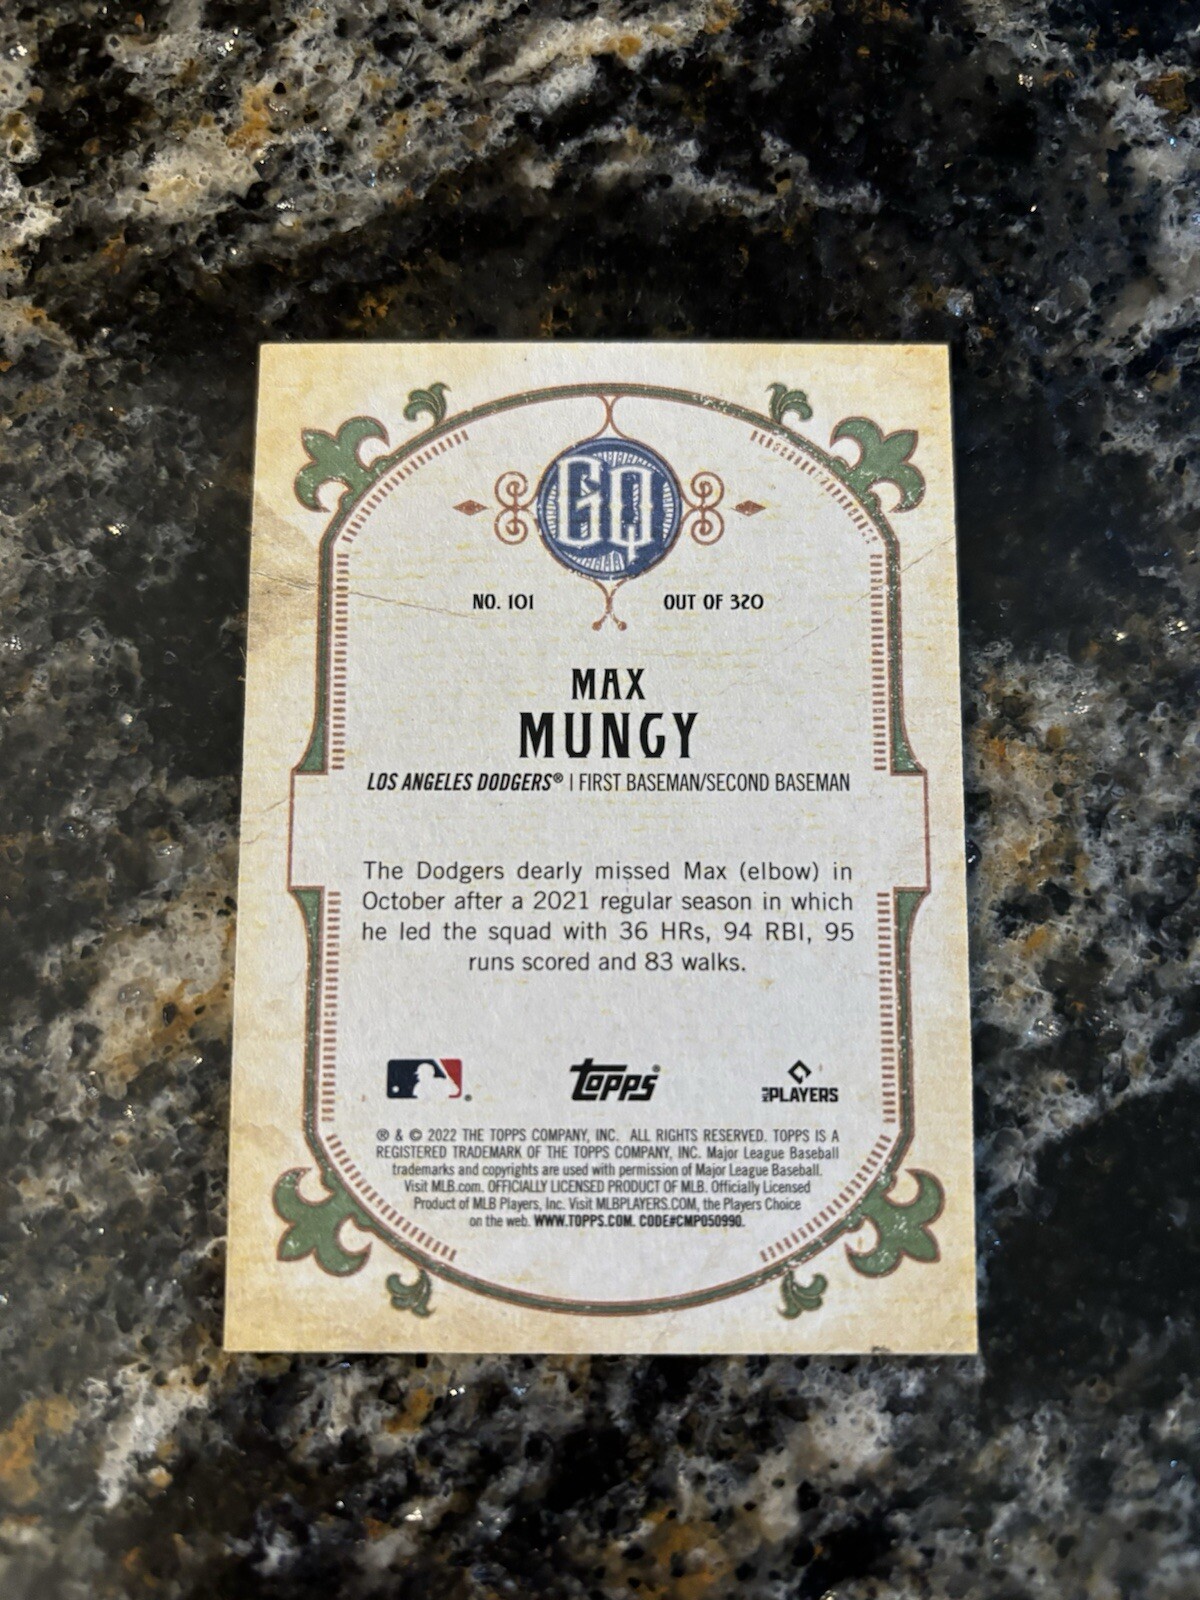 GQ
NO. 101 OUT OF 320
MAX
MUNGY
LOS ANGELES DODGERS® | FIRST BASEMAN/SECOND BASEMAN
The Dodgers dearly missed Max (elbow) in
October after a 2021 regular season in which
he led the squad with 36 HRs, 94 RBI, 95
runs scored and 83 walks.
topps® MLB PLAYERS
® & © 2022 THE TOPPS COMPANY, INC. ALL RIGHTS RESERVED. TOPPS IS A
REGISTERED TRADEMARK OF THE TOPPS COMPANY, INC. Major League Baseball
trademarks and copyrights are used with permission of Major League Baseball.
Visit MLB.com. OFFICIALLY LICENSED PRODUCT OF MLB. Officially Licensed
Product of MLB Players, Inc. Visit MLBPLAYERS.COM, the Players Choice
on the web. WWW.TOPPS.COM. CODE#CMP050990.